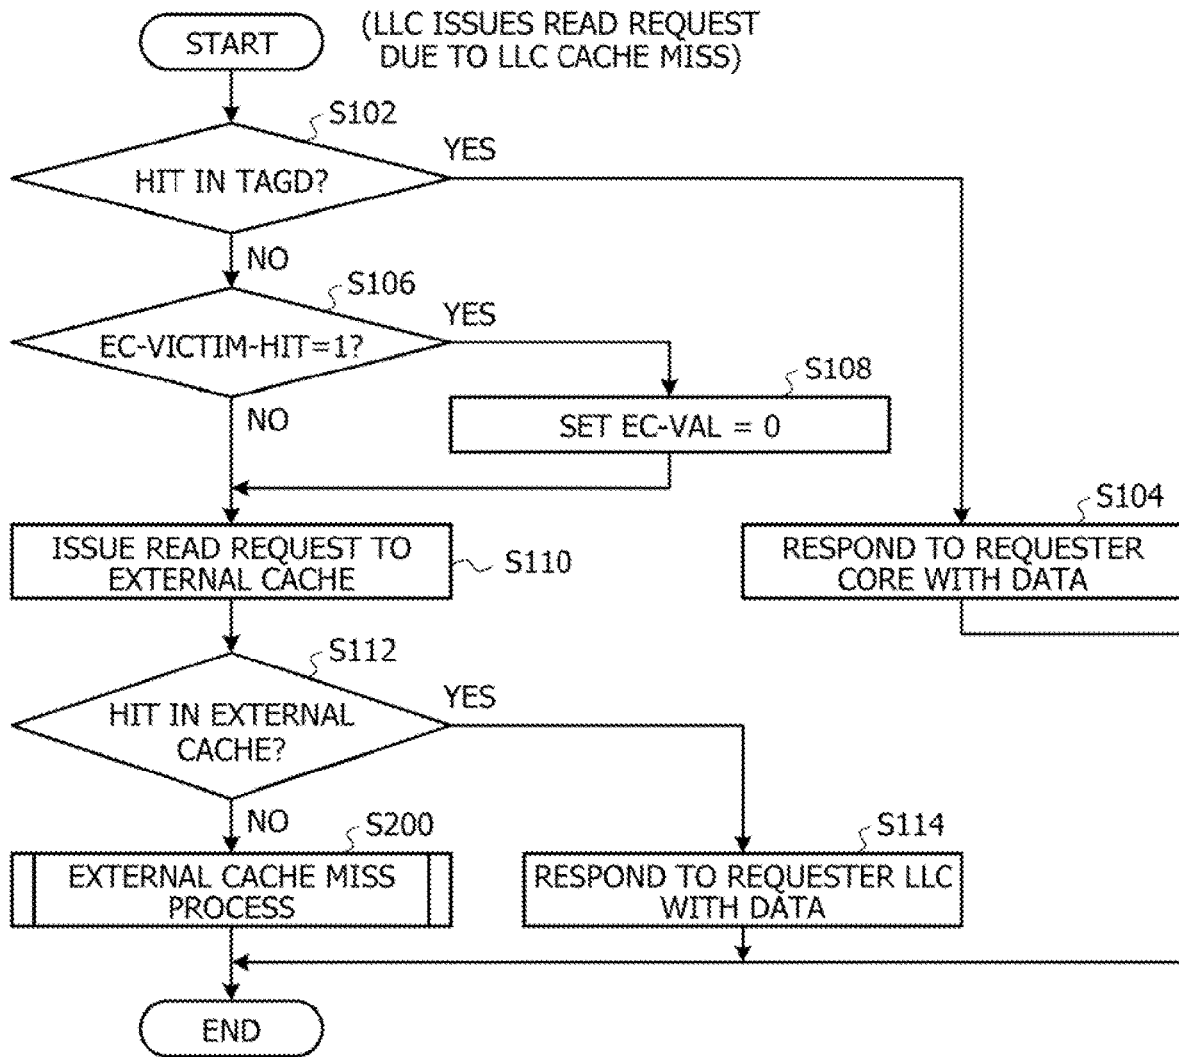 START
(LLC ISSUES READ REQUEST
DUE TO LLC CACHE MISS)
S102
HIT IN TAGD?
YES
NO
S106
EC-VICTIM-HIT=1?
YES
NO
S108
SET EC-VAL = 0
S104
RESPOND TO REQUESTER
CORE WITH DATA
ISSUE READ REQUEST TO
EXTERNAL CACHE
S110
S112
HIT IN EXTERNAL
CACHE?
YES
NO
S200
EXTERNAL CACHE MISS
PROCESS
S114
RESPOND TO REQUESTER LLC
WITH DATA
END